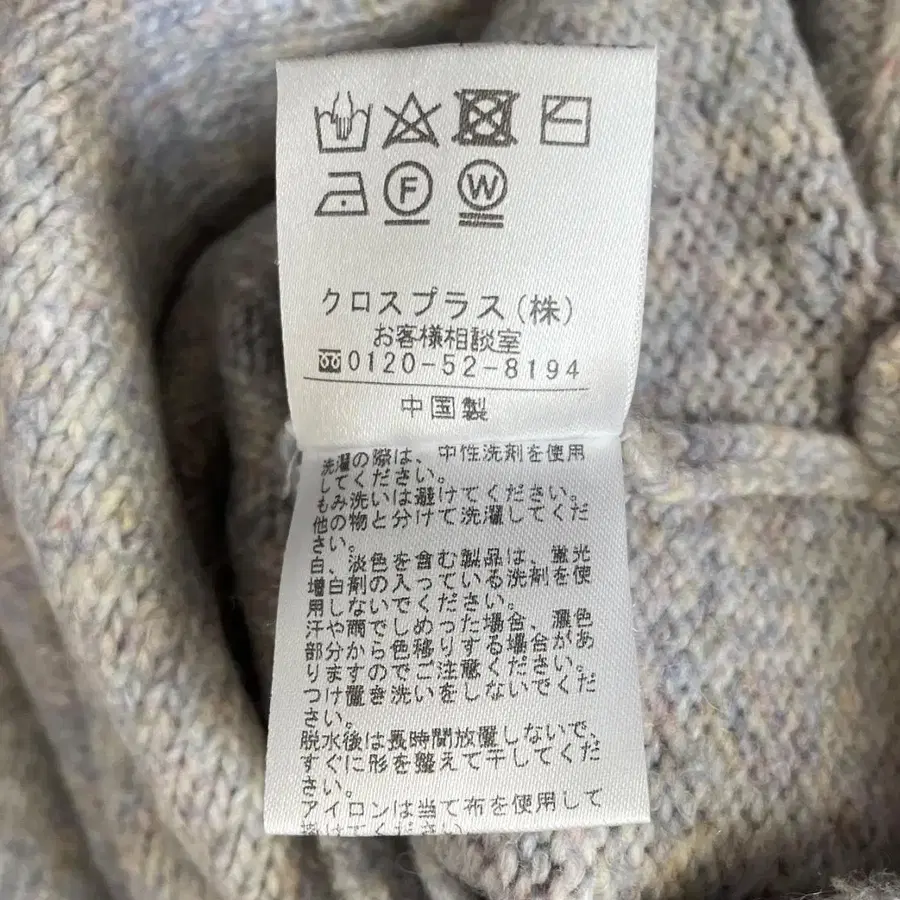 F W
クロスプラス(株)
お客様相談室
0120-52-8194
中国製
洗濯の際は、中性洗剤を使用
してください。
もみ洗いは避けてください。
他の物と分けて洗濯してくだ
さい。
白、淡色を含む製品は、蛍光
増白剤の入っている洗剤を使
用しないでください。
汗や雨でしめった場合、濃色
部分から色移りする場合があ
りますのでご注意ください。
つけ置き洗いをしないでくだ
さい。
脱水後は長時間放置しないで、
すぐに形を整えて干してくだ
さい。
アイロンは当て布を使用して
掛けてください。